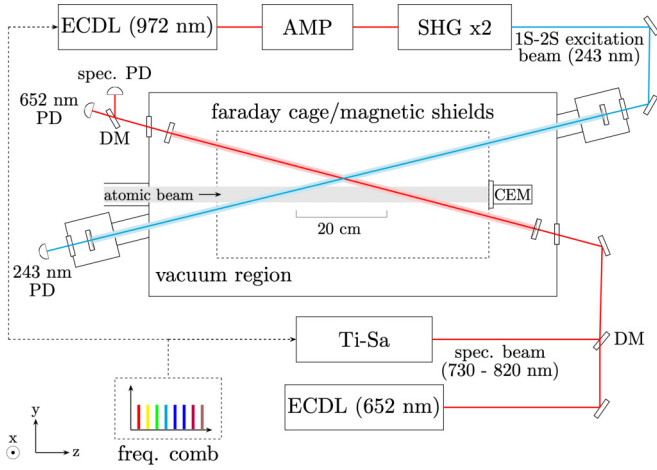 ECDL (972 nm)
AMP
SHG x2
1S-2S excitation
beam (243 nm)
spec. PD
652 nm
PD
DM
faraday cage/magnetic shields
atomic beam
CEM
20 cm
243 nm
PD
vacuum region
Ti-Sa
DM
spec. beam
(730 - 820 nm)
ECDL (652 nm)
freq. comb
y
x
z